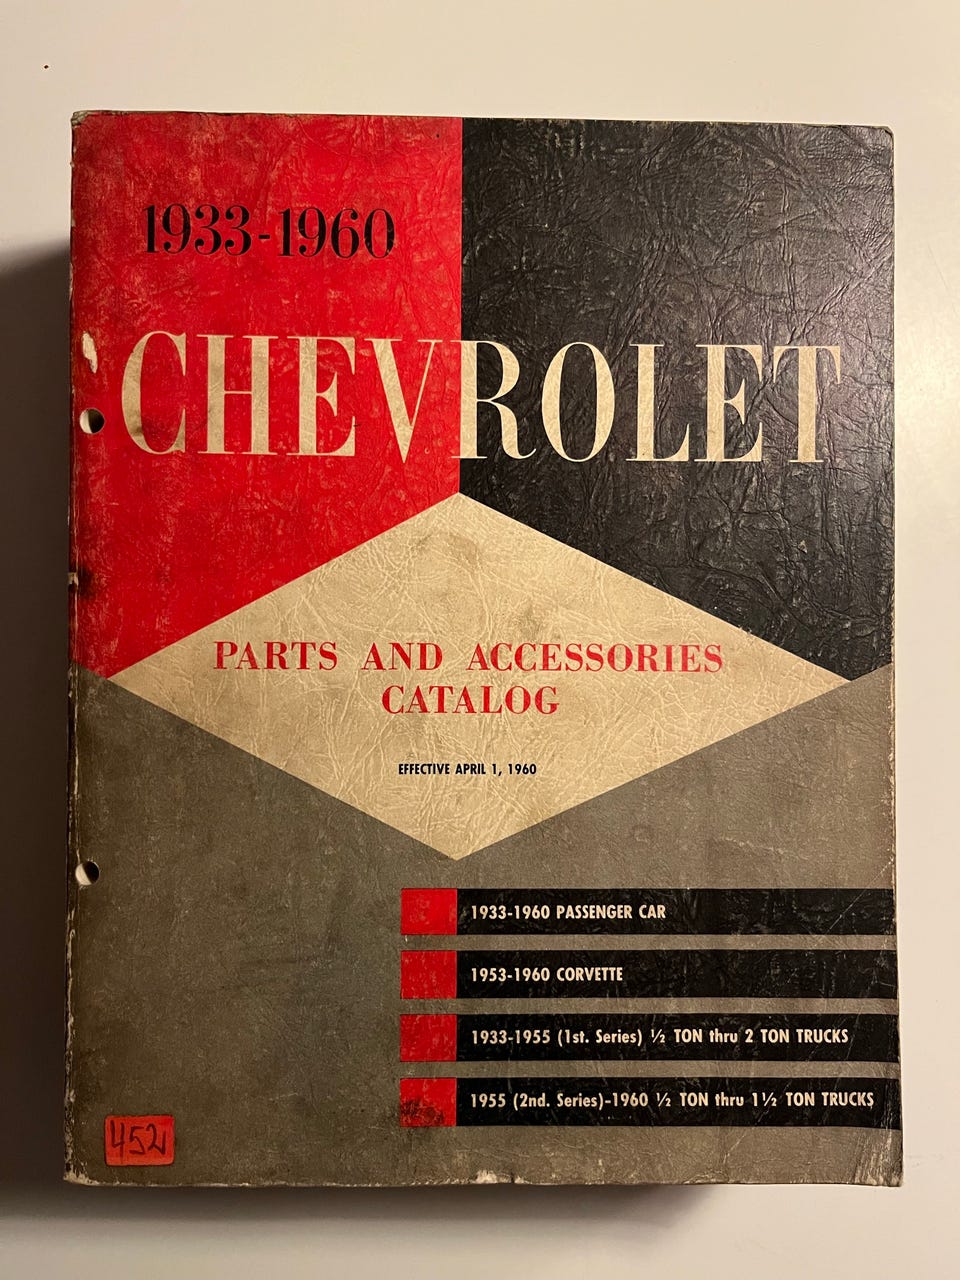 1933-1960
CHEVROLET
PARTS AND ACCESSORIES
CATALOG
EFFECTIVE APRIL 1, 1960
1933-1960 PASSENGER CAR
1953-1960 CORVETTE
1933-1955 (1st. Series) ½ TON thru 2 TON TRUCKS
1955 (2nd. Series)-1960 ½ TON thru 1½ TON TRUCKS
452